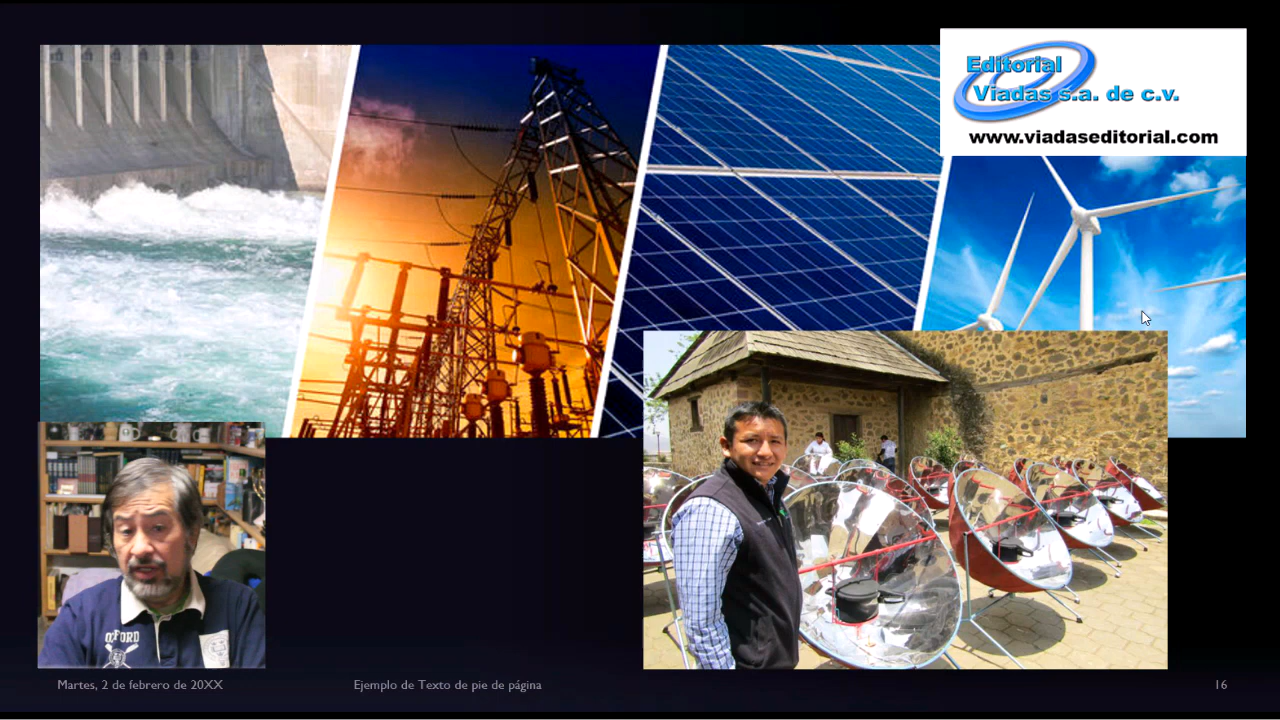 Editorial
Viadas s.a. de c.v.
www.viadaseditorial.com
OXFORD
Martes, 2 de febrero de 20XX
Ejemplo de Texto de pie de página
16